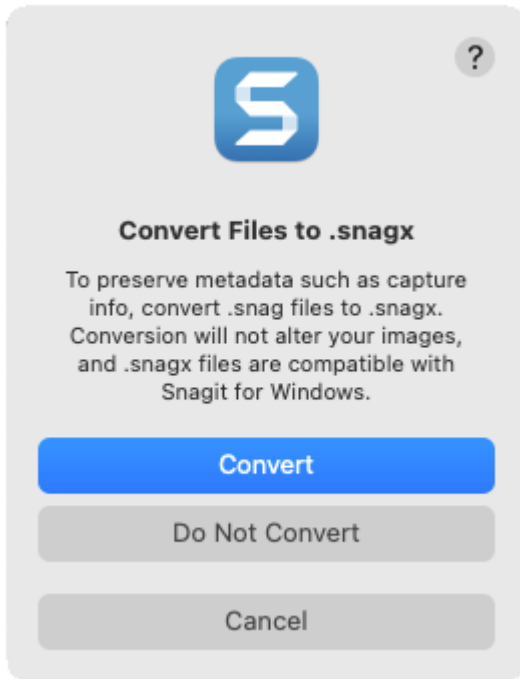 ?
Convert Files to .snagx
To preserve metadata such as capture
info, convert .snag files to .snagx.
Conversion will not alter your images,
and .snagx files are compatible with
Snagit for Windows.
Convert
Do Not Convert
Cancel